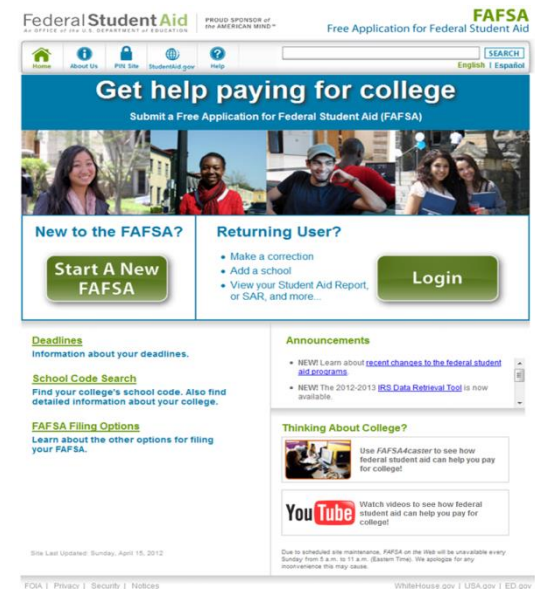 Federal Student Aid
An OFFICE of the U.S. DEPARTMENT of EDUCATION
PROUD SPONSOR of
the AMERICAN MIND™
FAFSA
Free Application for Federal Student Aid
Home
About Us
PIN Site
StudentAid.gov
Help
SEARCH
English | Español
Get help paying for college
Submit a Free Application for Federal Student Aid (FAFSA)
New to the FAFSA?
Start A New
FAFSA
Returning User?
• Make a correction
• Add a school
• View your Student Aid Report,
or SAR, and more...
Login
Deadlines
Information about your deadlines.
School Code Search
Find your college's school code. Also find
detailed information about your college.
FAFSA Filing Options
Learn about the other options for filing
your FAFSA.
Announcements
• NEW! Learn about recent changes to the federal student
aid programs.
• NEW! The 2012-2013 IRS Data Retrieval Tool is now
available.
Thinking About College?
Use FAFSA4caster to see how
federal student aid can help you pay
for college!
YouTube
Watch videos to see how federal
student aid can help you pay for
college!
Site Last Updated: Sunday, April 15, 2012
Due to scheduled site maintenance, FAFSA on the Web will be unavailable every
Sunday from 5 a.m. to 11 a.m. (Eastern Time). We apologize for any
inconvenience this may cause.
FOIA | Privacy | Security | Notices
WhiteHouse.gov | USA.gov | ED.gov